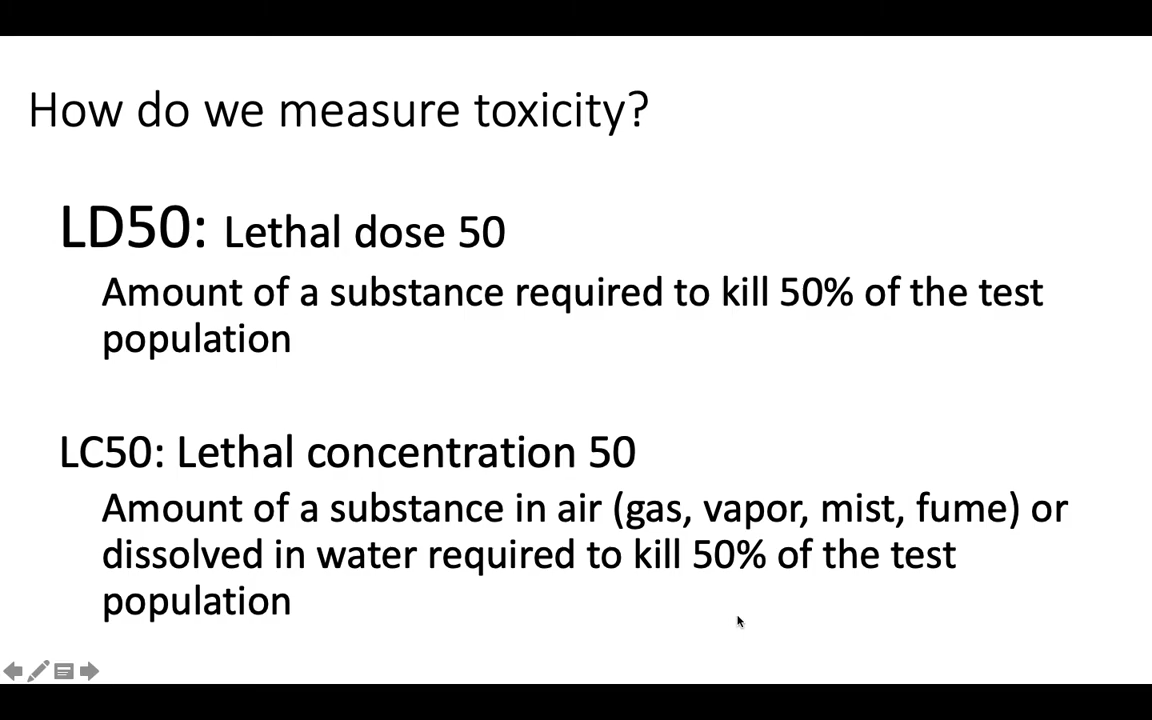 How do we measure toxicity?
LD50: Lethal dose 50
Amount of a substance required to kill 50% of the test
population
LC50: Lethal concentration 50
Amount of a substance in air (gas, vapor, mist, fume) or
dissolved in water required to kill 50% of the test
population